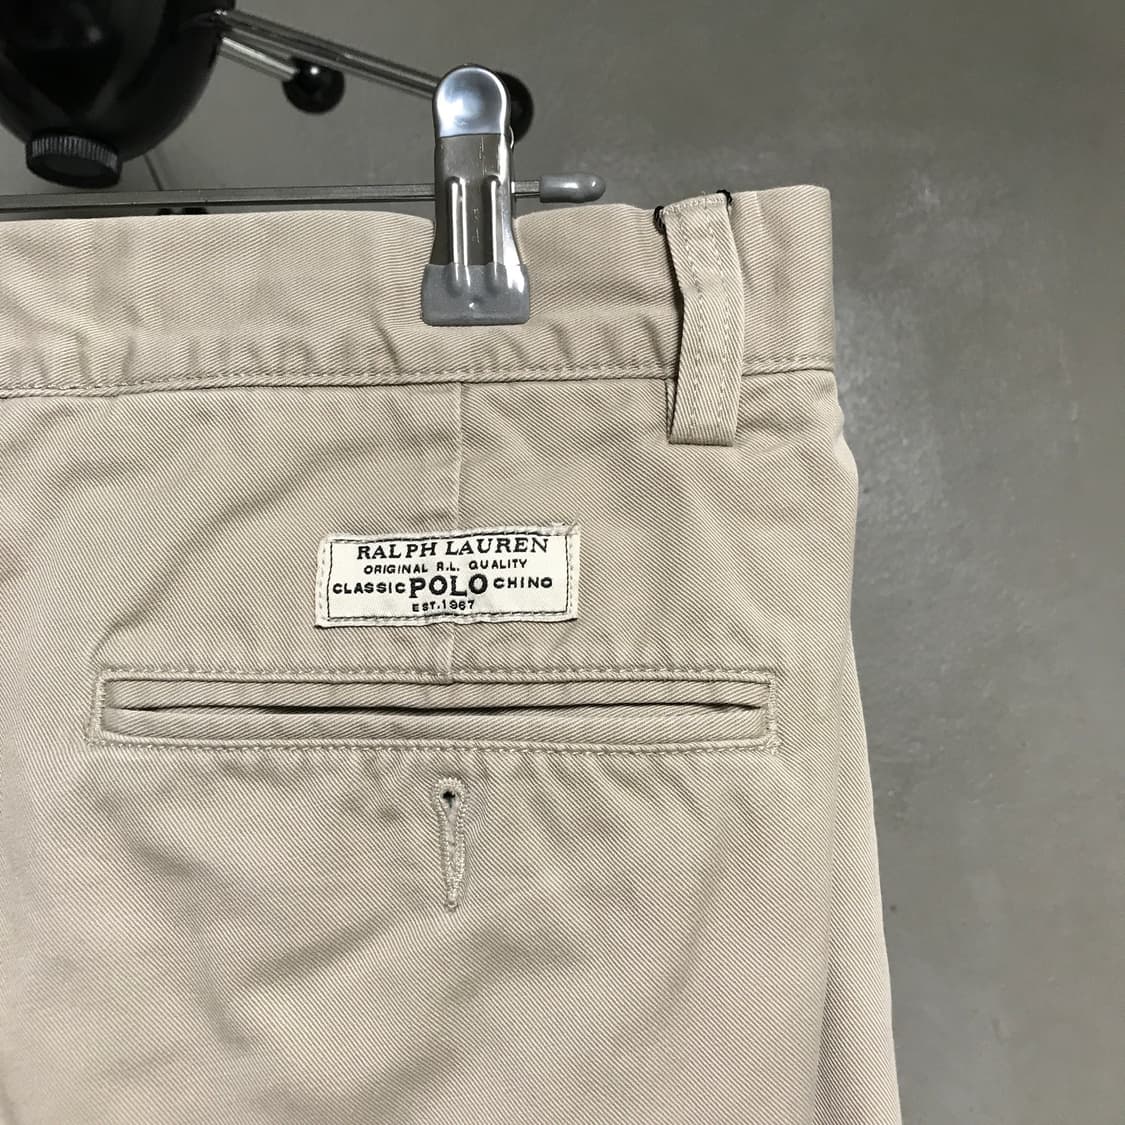 RALPH LAUREN
ORIGINAL R.L. QUALITY
CLASSIC POLO CHINO
EST. 1967